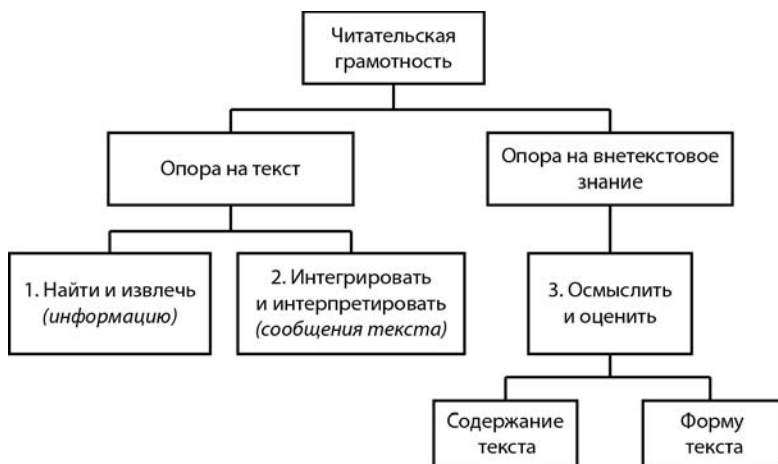 Читательская
грамотность
Опора на текст
Опора на внетекстовое
знание
1. Найти и извлечь
(информацию)
2. Интегрировать
и интерпретировать
(сообщения текста)
3. Осмыслить
и оценить
Содержание
текста
Форму
текста